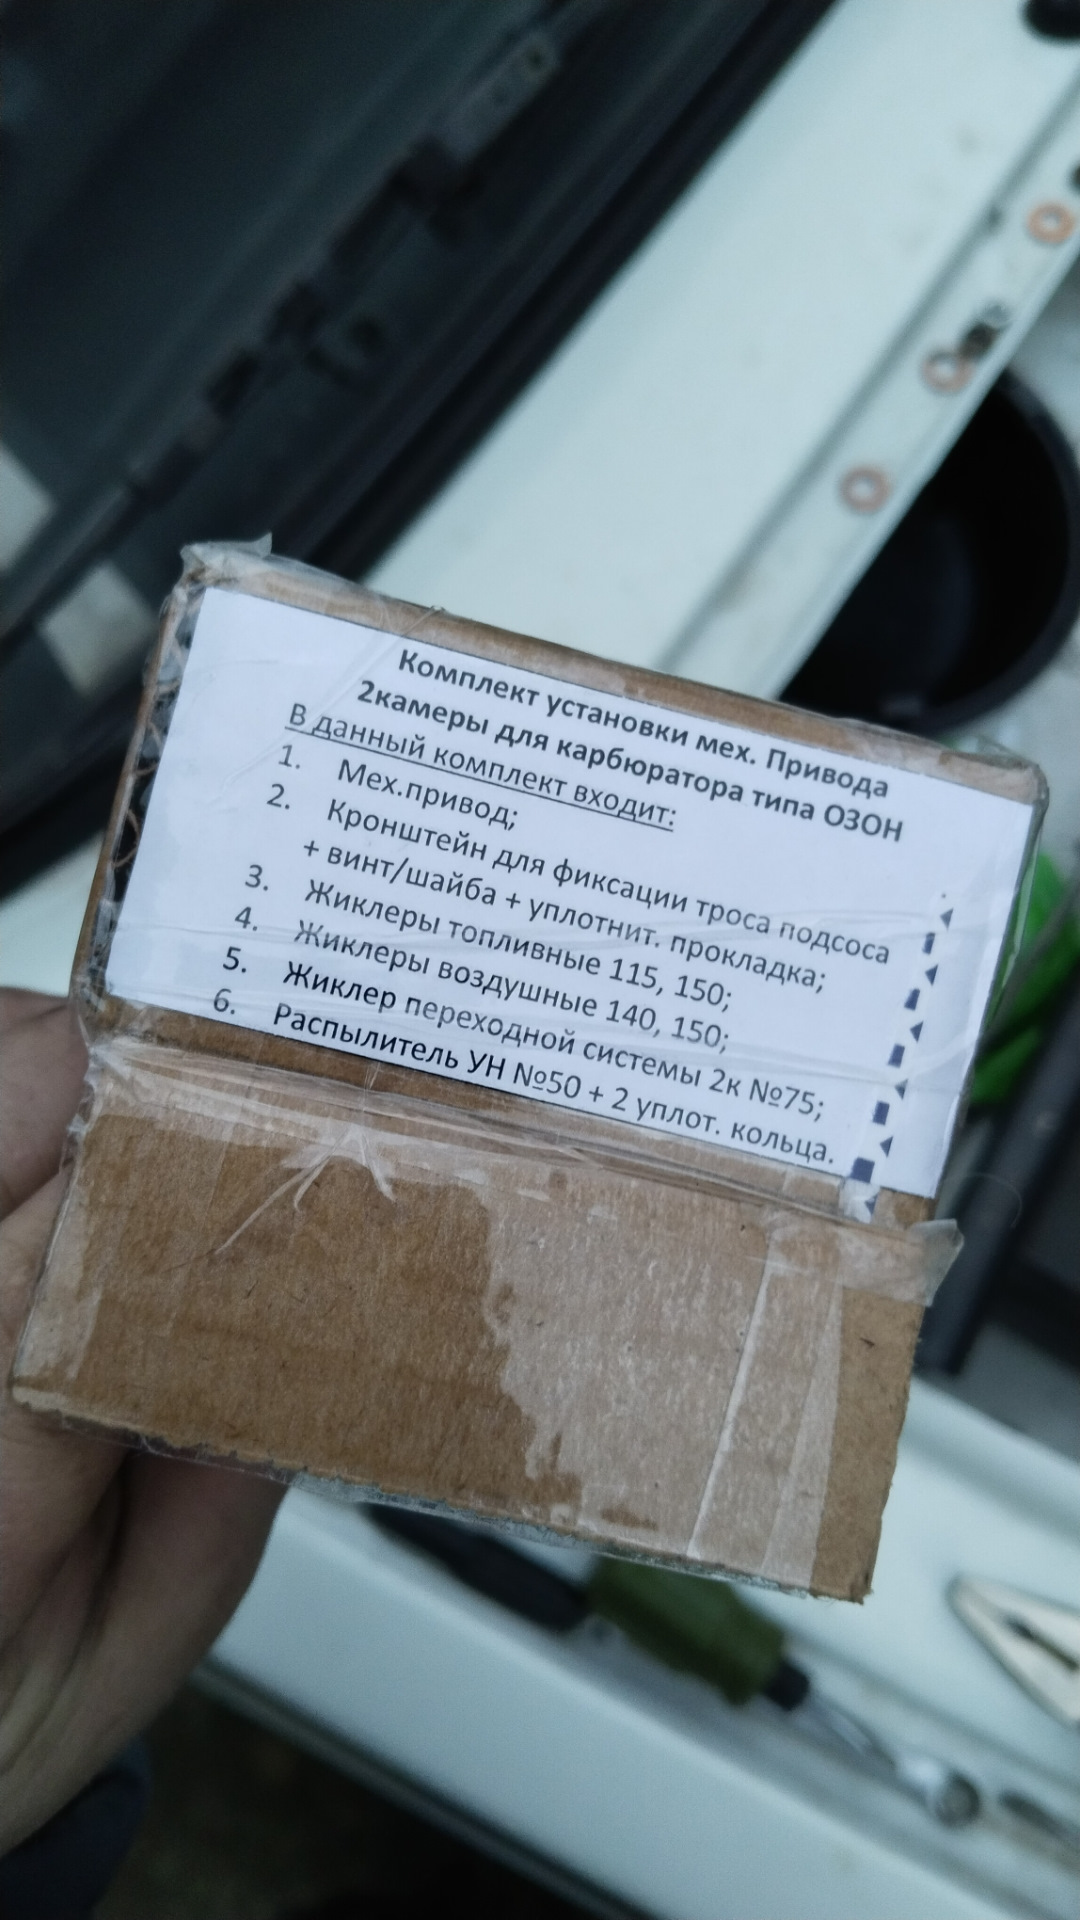 Комплект установки мех. Привода
2камеры для карбюратора типа ОЗОН
В данный комплект входит:
1. Мех.привод;
2. Кронштейн для фиксации троса подсоса
+ винт/шайба + уплотнит. прокладка;
3. Жиклеры топливные 115, 150;
4. Жиклеры воздушные 140, 150;
5. Жиклер переходной системы 2к №75;
6. Распылитель УН №50 + 2 уплот. кольца.